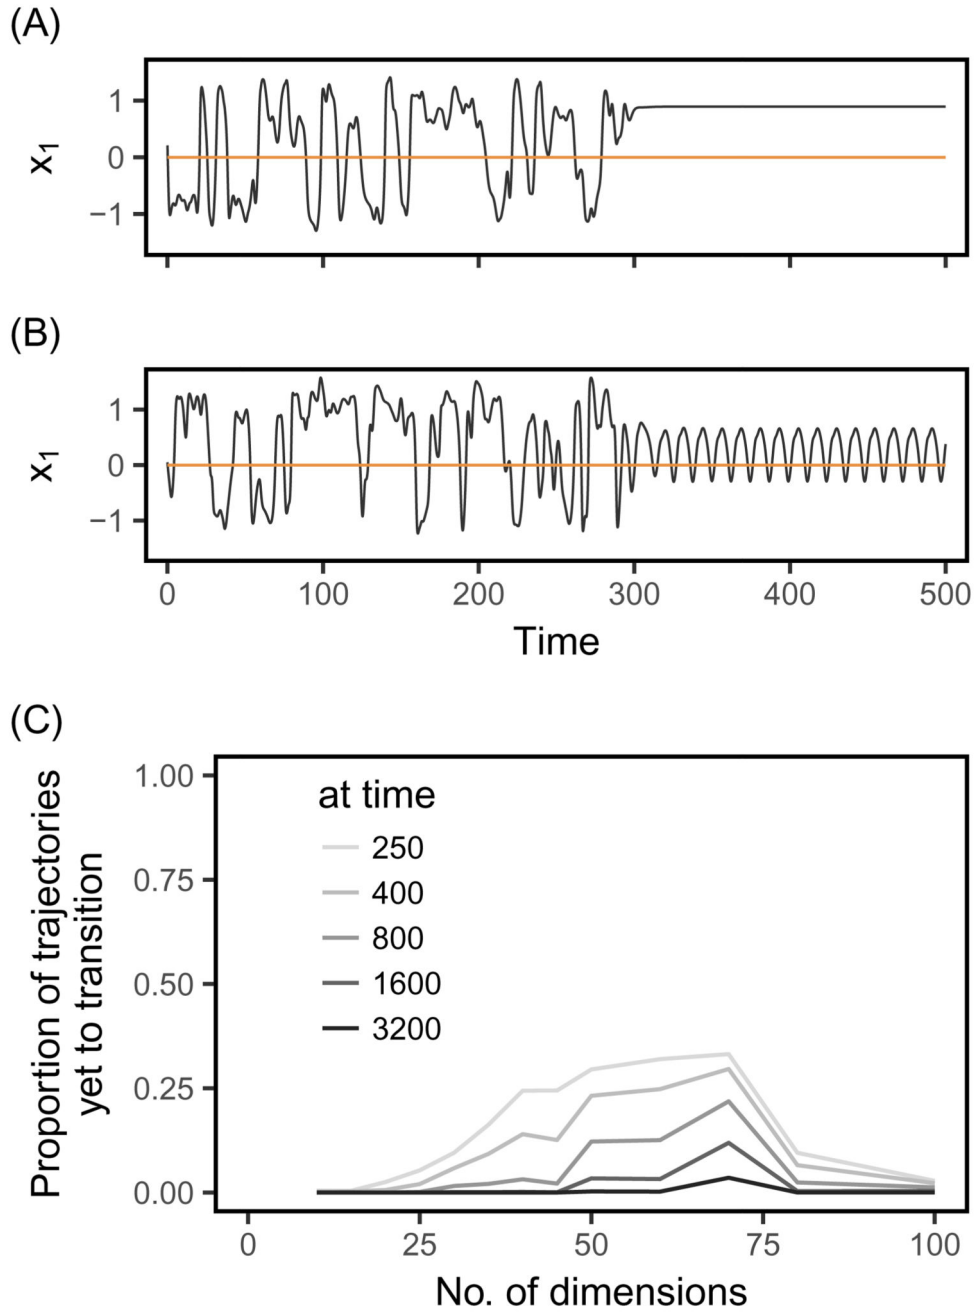 (A)
x1
1
0
−1
(B)
x1
1
0
−1
0 100 200 300 400 500
Time
(C)
Proportion of trajectories
yet to transition
1.00
0.75
0.50
0.25
0.00
at time
250
400
800
1600
3200
0 25 50 75 100
No. of dimensions